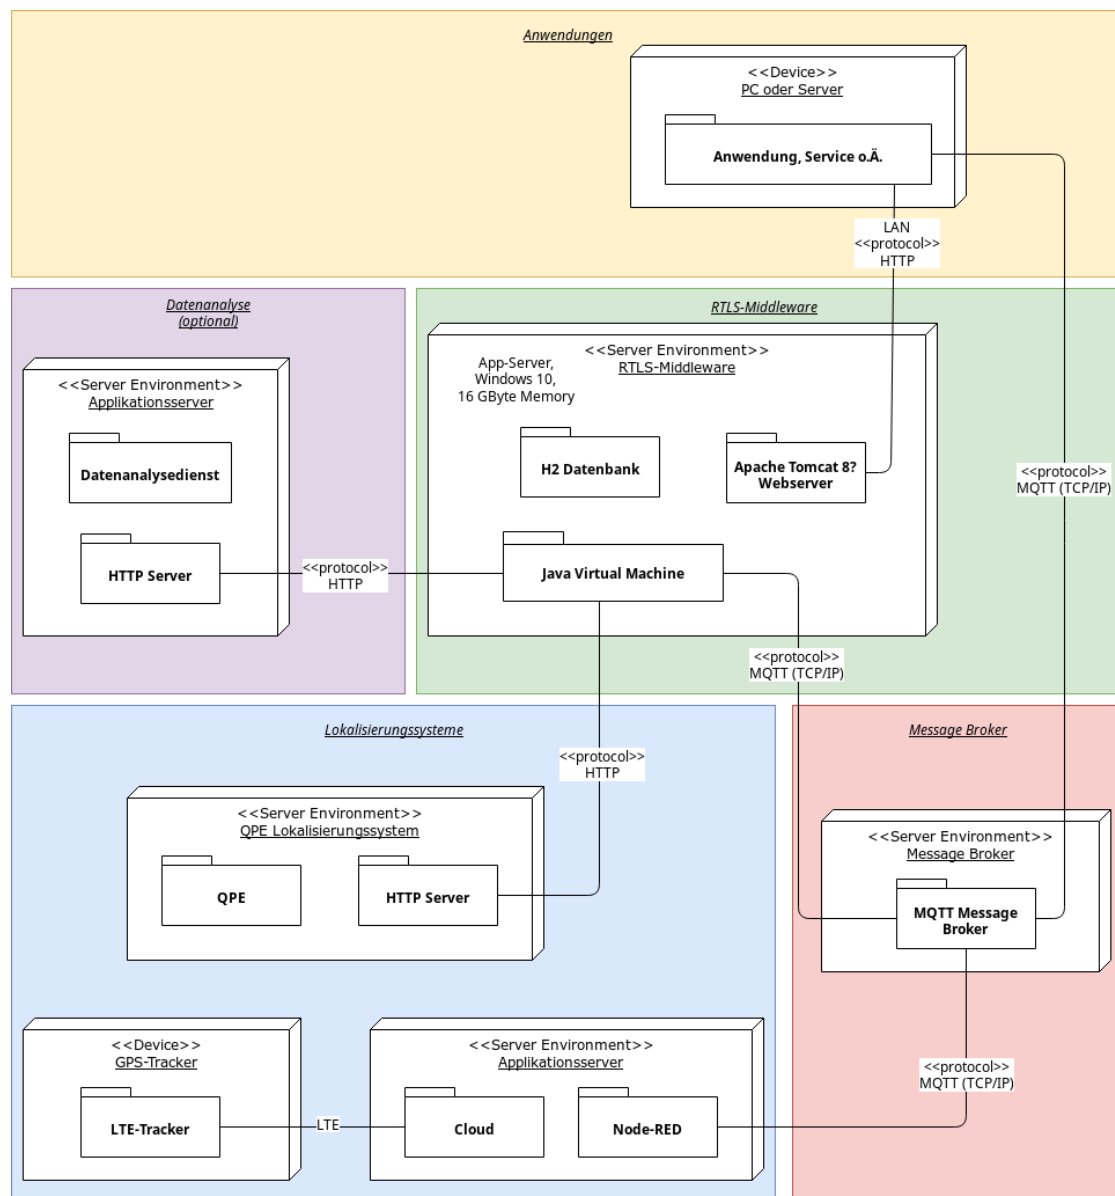 Anwendungen
<<Device>>
PC oder Server
Anwendung, Service o.Ä.
LAN
<<protocol>>
HTTP
Datenanalyse
(optional)
<<Server Environment>>
Applikationsserver
Datenanalysedienst
HTTP Server
<<protocol>>
HTTP
RTLS-Middleware
<<Server Environment>>
RTLS-Middleware
App-Server,
Windows 10,
16 GByte Memory
H2 Datenbank
Apache Tomcat 8?
Webserver
Java Virtual Machine
<<protocol>>
MQTT (TCP/IP)
<<protocol>>
MQTT (TCP/IP)
Lokalisierungssysteme
<<protocol>>
HTTP
<<Server Environment>>
QPE Lokalisierungssystem
QPE
HTTP Server
<<Device>>
GPS-Tracker
LTE-Tracker
LTE
<<Server Environment>>
Applikationsserver
Cloud
Node-RED
Message Broker
<<Server Environment>>
Message Broker
MQTT Message
Broker
<<protocol>>
MQTT (TCP/IP)